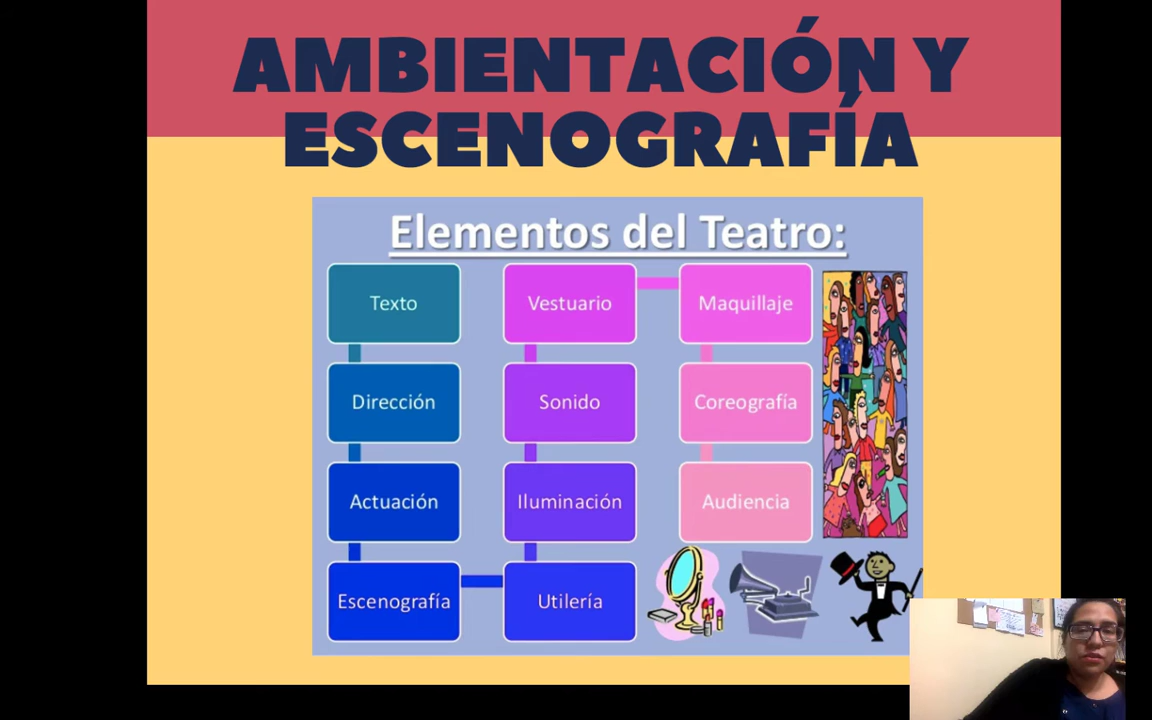 AMBIENTACIÓN Y
ESCENOGRAFÍA
Elementos del Teatro:
Texto
Dirección
Actuación
Escenografía
Utilería
Iluminación
Sonido
Vestuario
Maquillaje
Coreografía
Audiencia